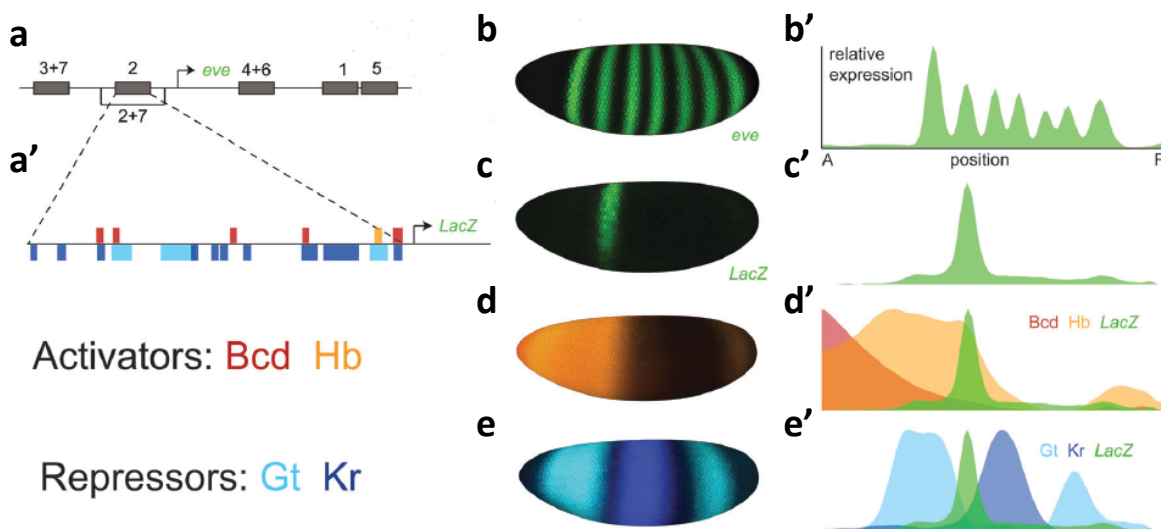 a
3+7
2
eve
4+6
1
5
2+7
a'
LacZ
Activators: Bcd Hb
Repressors: Gt Kr
b
eve
b'
relative
expression
A
position
c
LacZ
c'
d
d'
Bcd Hb LacZ
e
e'
Gt Kr LacZ